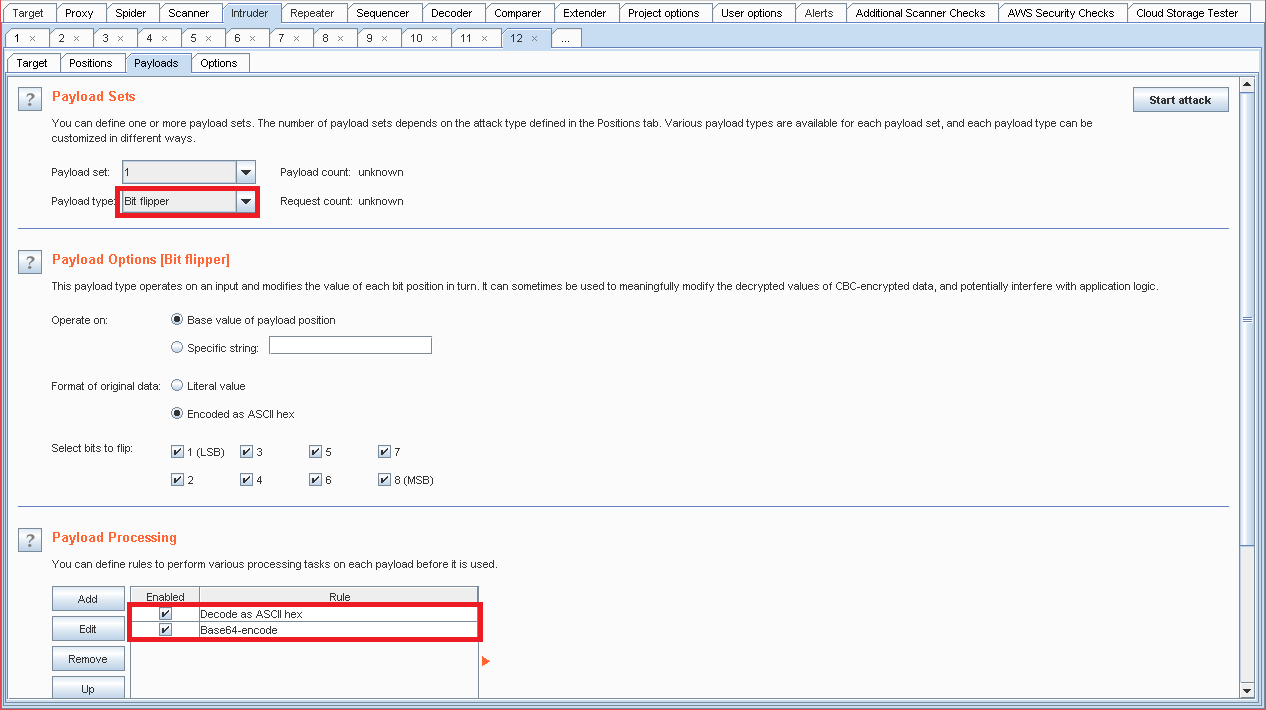 Target Proxy Spider Scanner Intruder Repeater Sequencer Decoder Comparer Extender Project options User options Alerts Additional Scanner Checks AWS Security Checks Cloud Storage Tester
1 × 2 × 3 × 4 × 5 × 6 × 7 × 8 × 9 × 10 × 11 × 12 × ...
Target Positions Payloads Options
? Payload Sets
Start attack
You can define one or more payload sets. The number of payload sets depends on the attack type defined in the Positions tab. Various payload types are available for each payload set, and each payload type can be
customized in different ways.
Payload set: 1 Payload count: unknown
Payload type: Bit flipper Request count: unknown
? Payload Options [Bit flipper]
This payload type operates on an input and modifies the value of each bit position in turn. It can sometimes be used to meaningfully modify the decrypted values of CBC-encrypted data, and potentially interfere with application logic.
Operate on: Base value of payload position
Specific string:
Format of original data: Literal value
Encoded as ASCII hex
Select bits to flip: 1 (LSB) 3 5 7
2 4 6 8 (MSB)
? Payload Processing
You can define rules to perform various processing tasks on each payload before it is used.
Add Enabled Rule
Decode as ASCII hex
Edit Base64-encode
Remove
Up